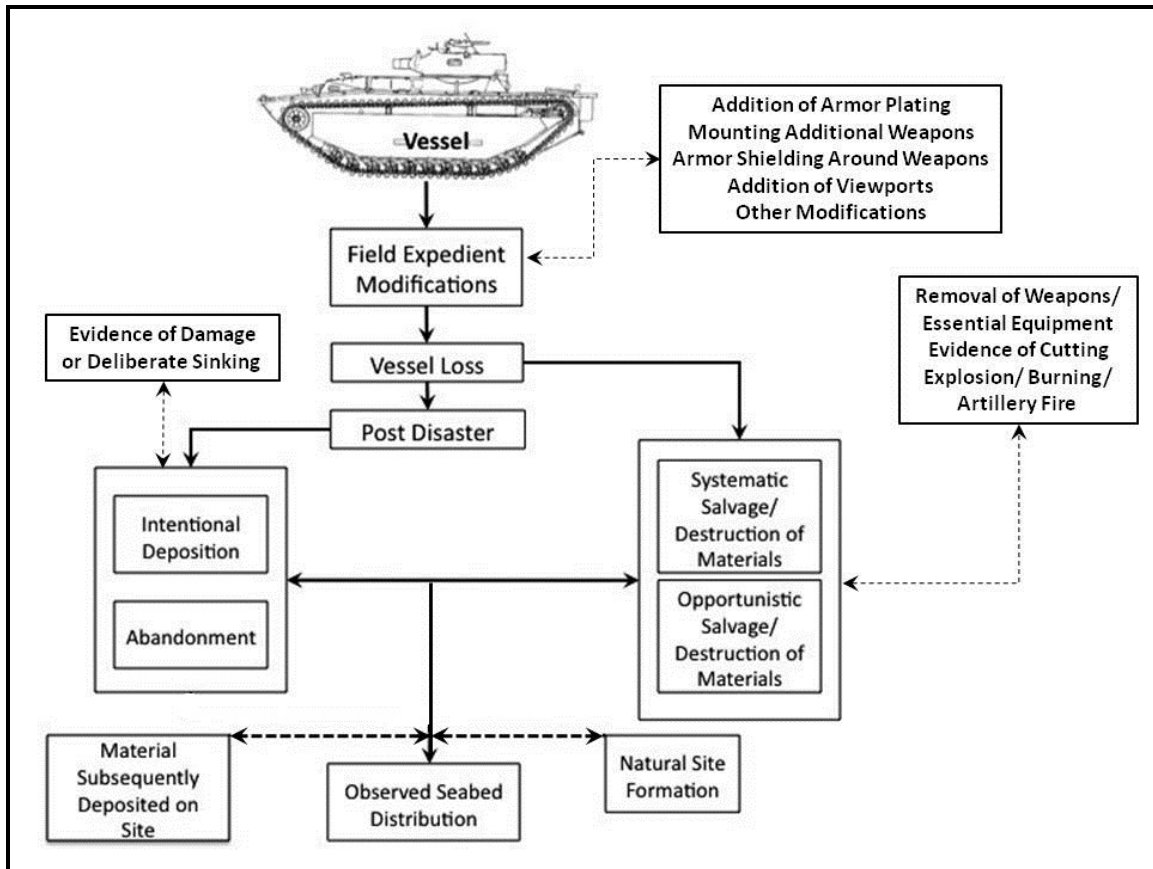 Vessel
Addition of Armor Plating
Mounting Additional Weapons
Armor Shielding Around Weapons
Addition of Viewports
Other Modifications
Field Expedient
Modifications
Removal of Weapons/
Essential Equipment
Evidence of Cutting
Explosion/ Burning/
Artillery Fire
Evidence of Damage
or Deliberate Sinking
Vessel Loss
Post Disaster
Intentional
Deposition
Abandonment
Systematic
Salvage/
Destruction of
Materials
Opportunistic
Salvage/
Destruction of
Materials
Material
Subsequently
Deposited on
Site
Observed Seabed
Distribution
Natural Site
Formation